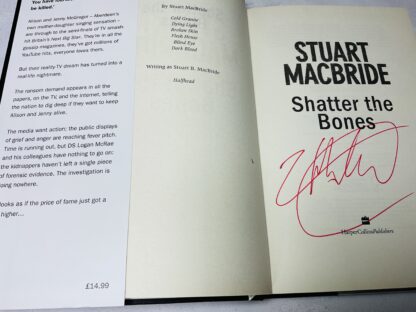 You have
be killed.'
Alison and Jenny McGregor – Aberdeen's
own mother-daughter singing sensation –
are through to the semi-finals of TV smash
hit Britain's Next Big Star. They're in all the
gossip magazines, they've got millions of
YouTube hits, everyone loves them.
But their reality-TV dream has turned into a
real-life nightmare.
The ransom demand appears in all the
papers, on the TV, and the internet, telling
the nation to dig deep if they want to keep
Alison and Jenny alive.
The media want action; the public displays
of grief and anger are reaching fever pitch.
Time is running out, but DS Logan McRae
and his colleagues have nothing to go on:
the kidnappers haven't left a single piece
of forensic evidence. The investigation is
going nowhere.
looks as if the price of fame just got a
higher…
£14.99
By Stuart MacBride
Cold Granite
Dying Light
Broken Skin
Flesh House
Blind Eye
Dark Blood
Writing as Stuart B. MacBride
Halfhead
STUART
MACBRIDE
Shatter the
Bones
HarperCollinsPublishers